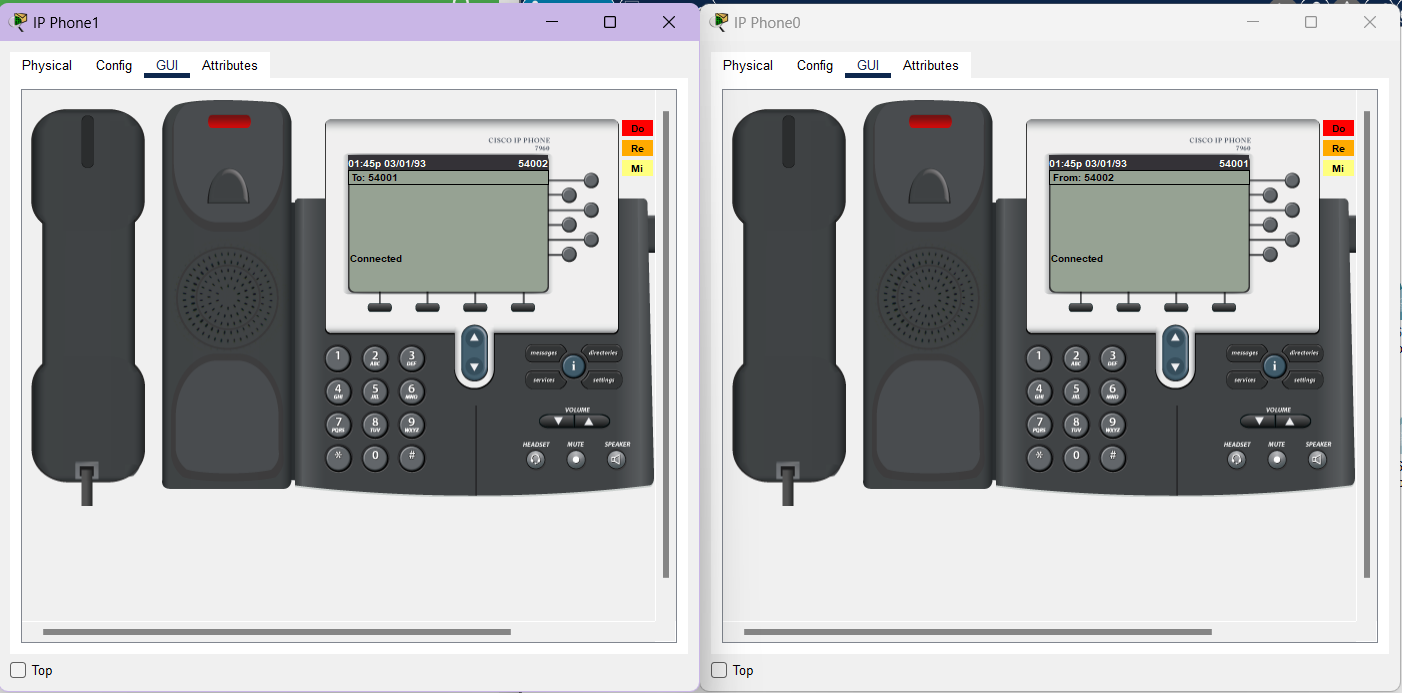 IP Phone1
Physical Config GUI Attributes
CISCO IP PHONE
7960
01:45p 03/01/93 54002
To: 54001
Connected
Do
Re
Mi
1 2 ABC 3 DEF
4 GHI 5 JKL 6 MNO
7 PQRS 8 TUV 9 WXYZ
* 0 #
messages directories
i
services settings
VOLUME
HEADSET MUTE SPEAKER
Top
IP Phone0
Physical Config GUI Attributes
CISCO IP PHONE
7960
01:45p 03/01/93 54001
From: 54002
Connected
Do
Re
Mi
1 2 ABC 3 DEF
4 GHI 5 JKL 6 MNO
7 PQRS 8 TUV 9 WXYZ
* 0 #
messages directories
i
services settings
VOLUME
HEADSET MUTE SPEAKER
Top